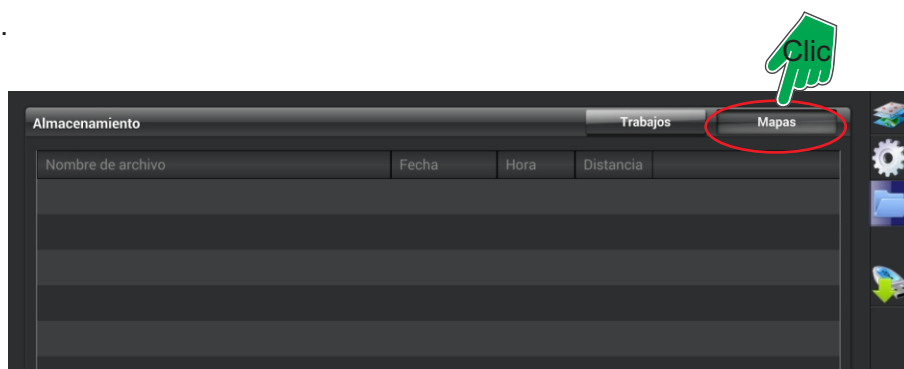 .
Clic
Almacenamiento Trabajos Mapas
Nombre de archivo Fecha Hora Distancia